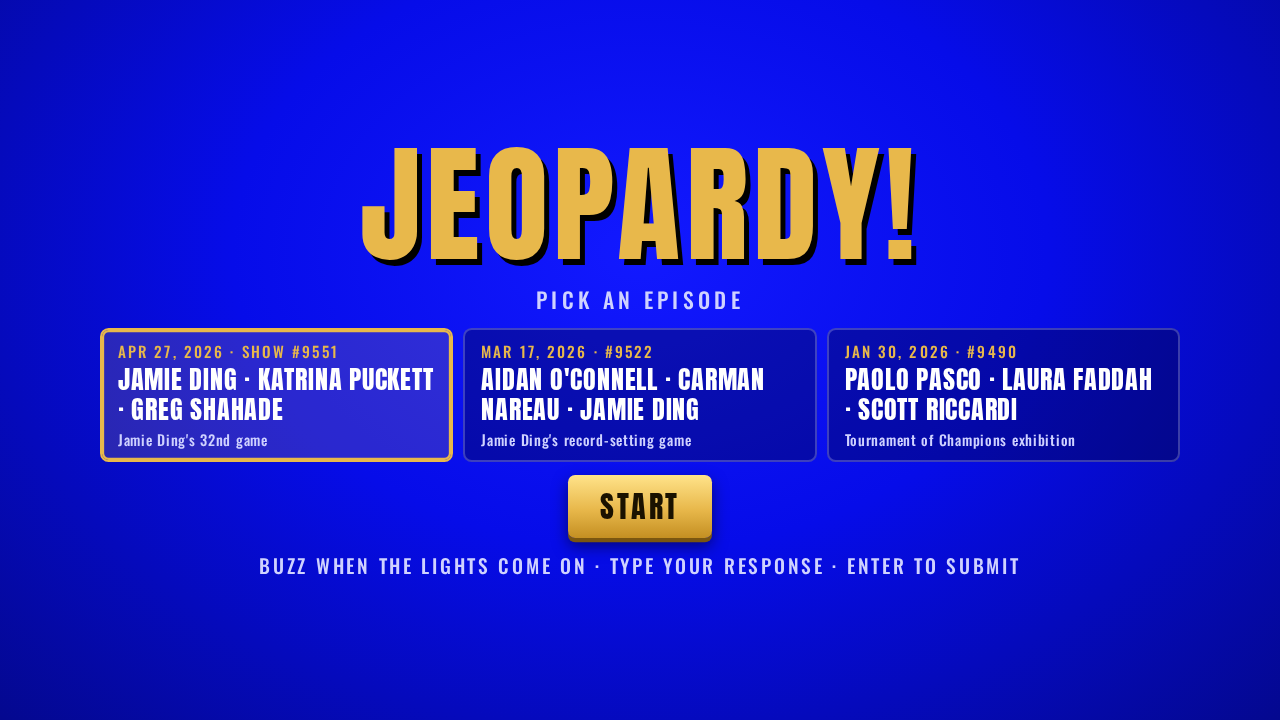 JEOPARDY!
PICK AN EPISODE
APR 27, 2026 · SHOW #9551
JAMIE DING · KATRINA PUCKETT
· GREG SHAHADE
Jamie Ding's 32nd game
MAR 17, 2026 · #9522
AIDAN O'CONNELL · CARMAN
NAREAU · JAMIE DING
Jamie Ding's record-setting game
JAN 30, 2026 · #9490
PAOLO PASCO · LAURA FADDAH
· SCOTT RICCARDI
Tournament of Champions exhibition
START
BUZZ WHEN THE LIGHTS COME ON · TYPE YOUR RESPONSE · ENTER TO SUBMIT